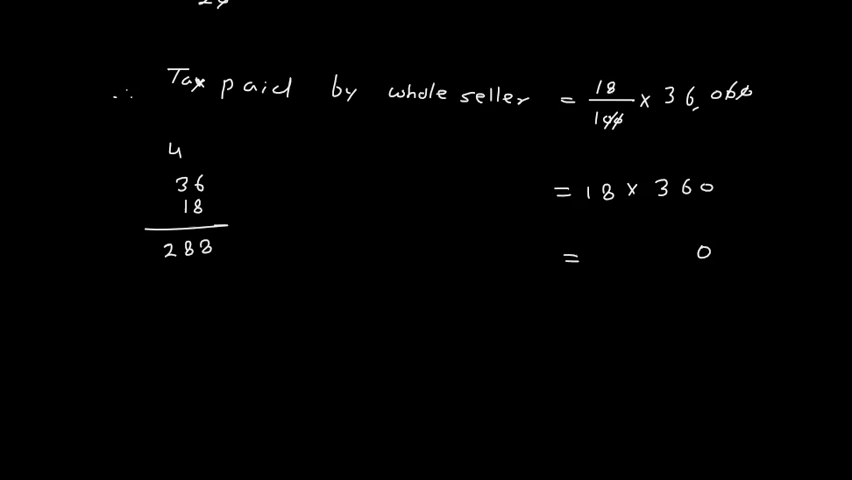 ∴ Tax paid by whole seller = 18/100 × 36,000
4
36
18
288
= 18 × 360
= 0